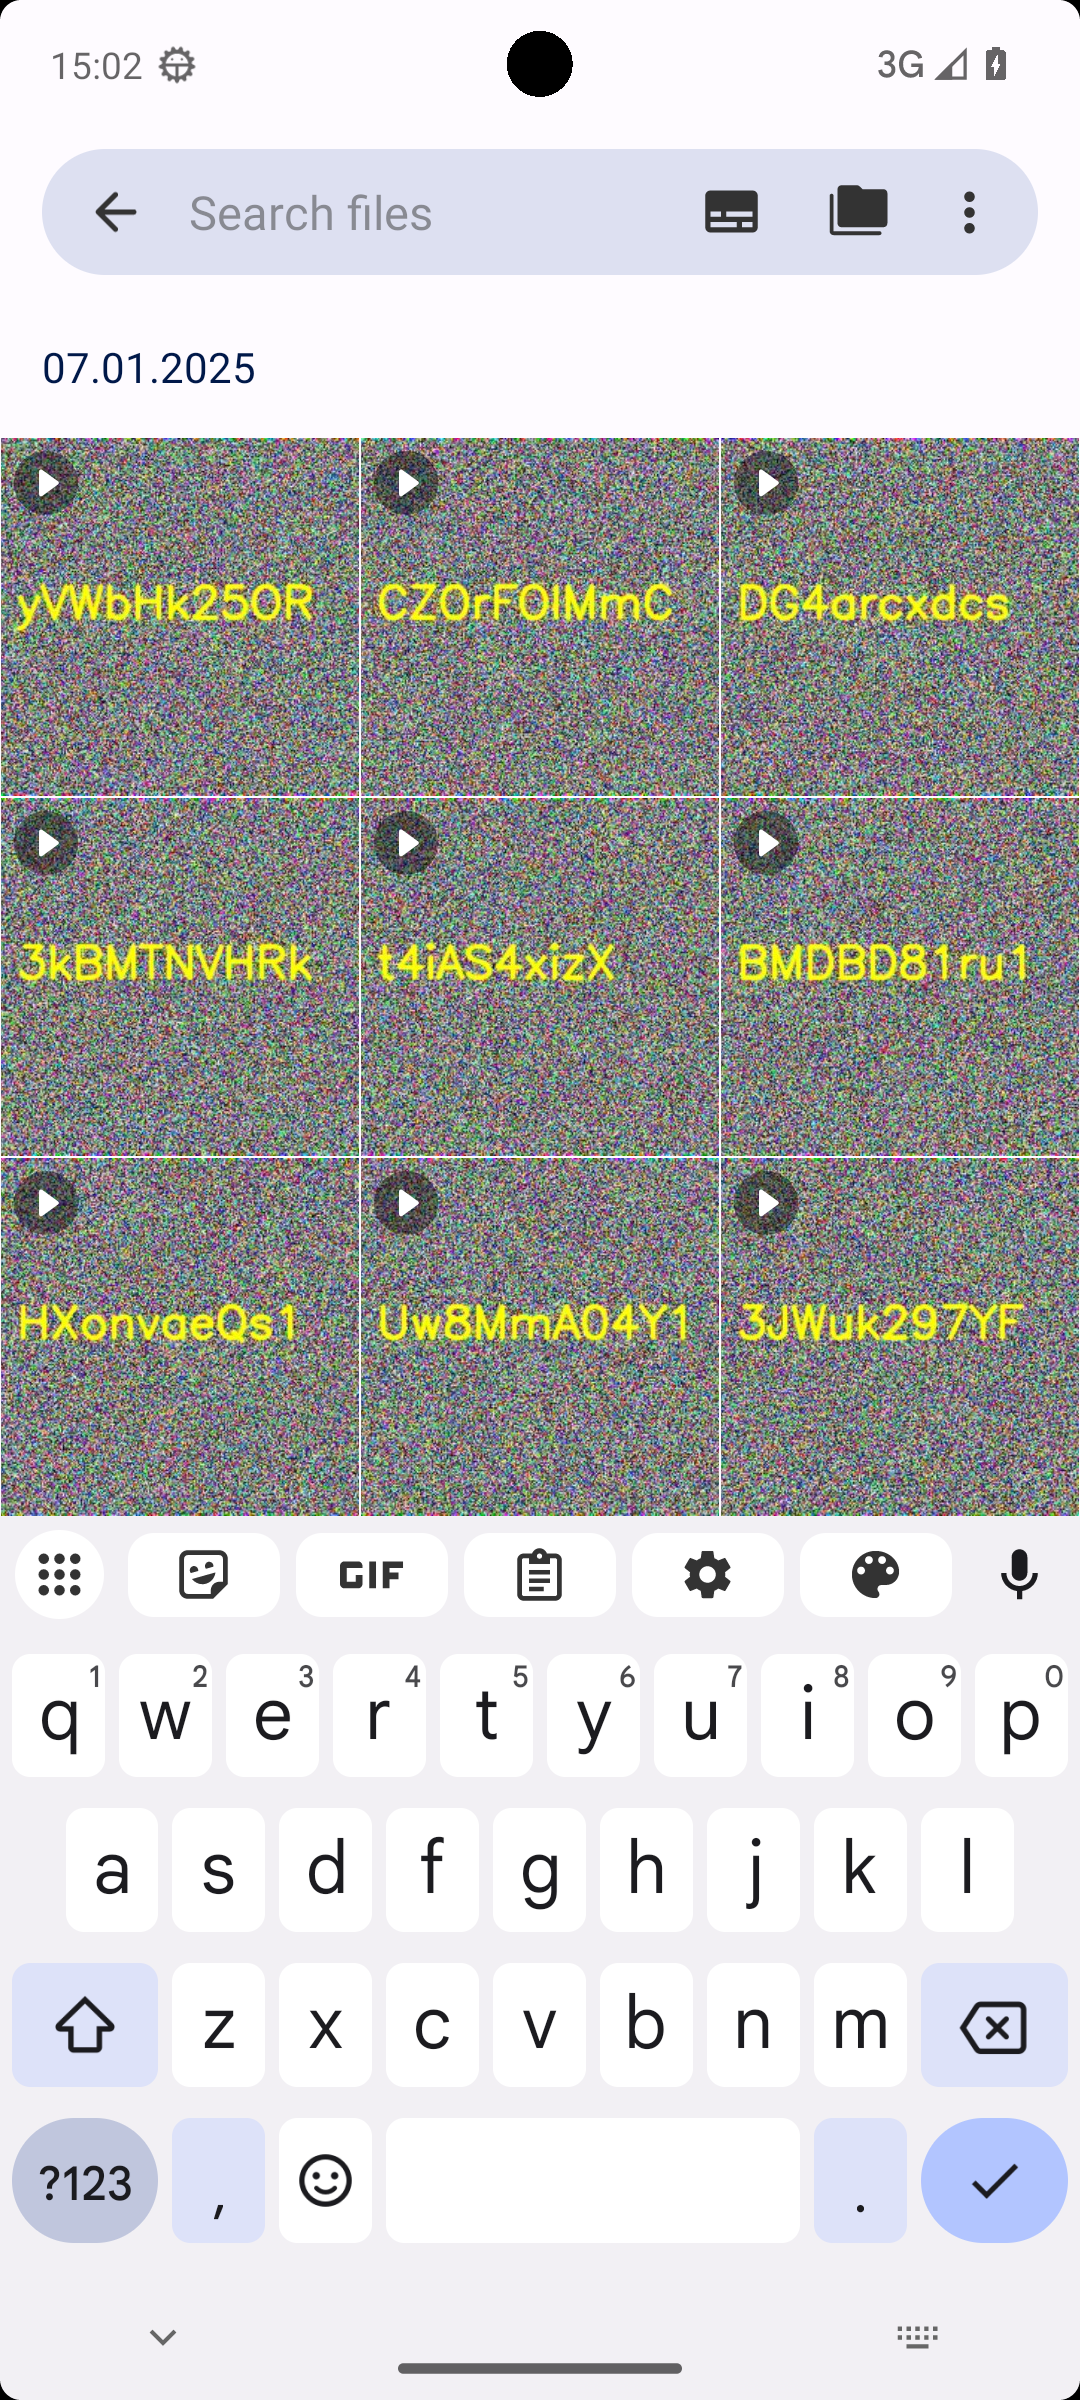 15:02
3G
Search files
07.01.2025
yVWbHk25OR
CZ0rFOIMmC
DG4arcxdcs
3kBMTNVHRk
t4iAS4xizX
BMDBD81ru1
HXonvaeQs1
Uw8MmA04Y1
3JWuk297YF
GIF
q 1 w 2 e 3 r 4 t 5 y 6 u 7 i 8 o 9 p 0
a s d f g h j k l
z x c v b n m
?123 , .